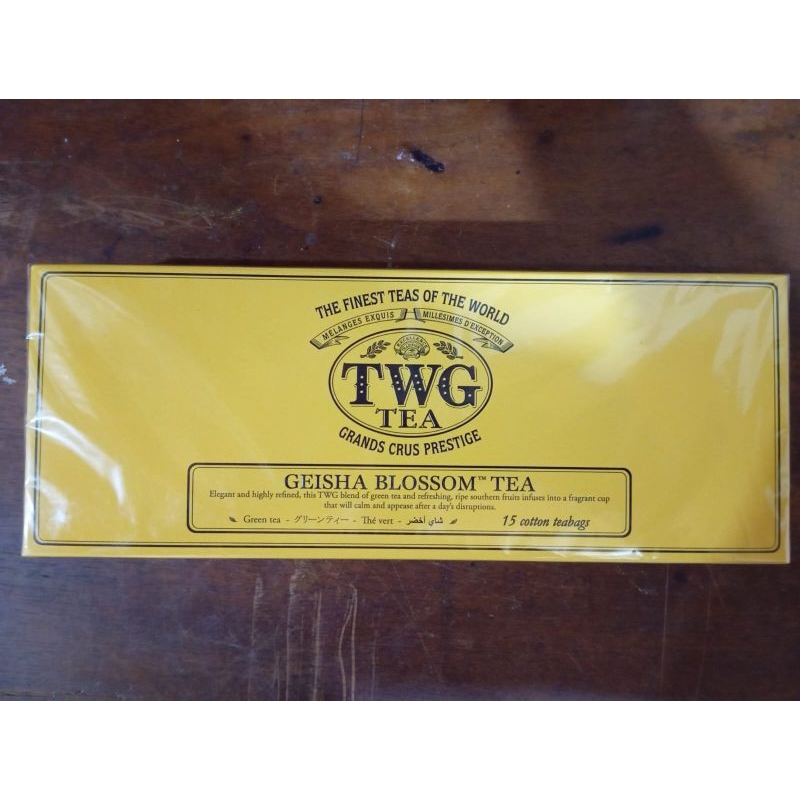 THE FINEST TEAS OF THE WORLD
MÉLANGES EXQUIS MILLÉSIMES D'EXCEPTION
TWG
TEA
GRANDS CRUS PRESTIGE
GEISHA BLOSSOM™ TEA
Elegant and highly refined, this TWG blend of green tea and refreshing, ripe southern fruits infuses into a fragrant cup
that will calm and appease after a day's disruptions.
Green tea - グリーンティー - Thé vert - شاي أخضر 15 cotton teabags